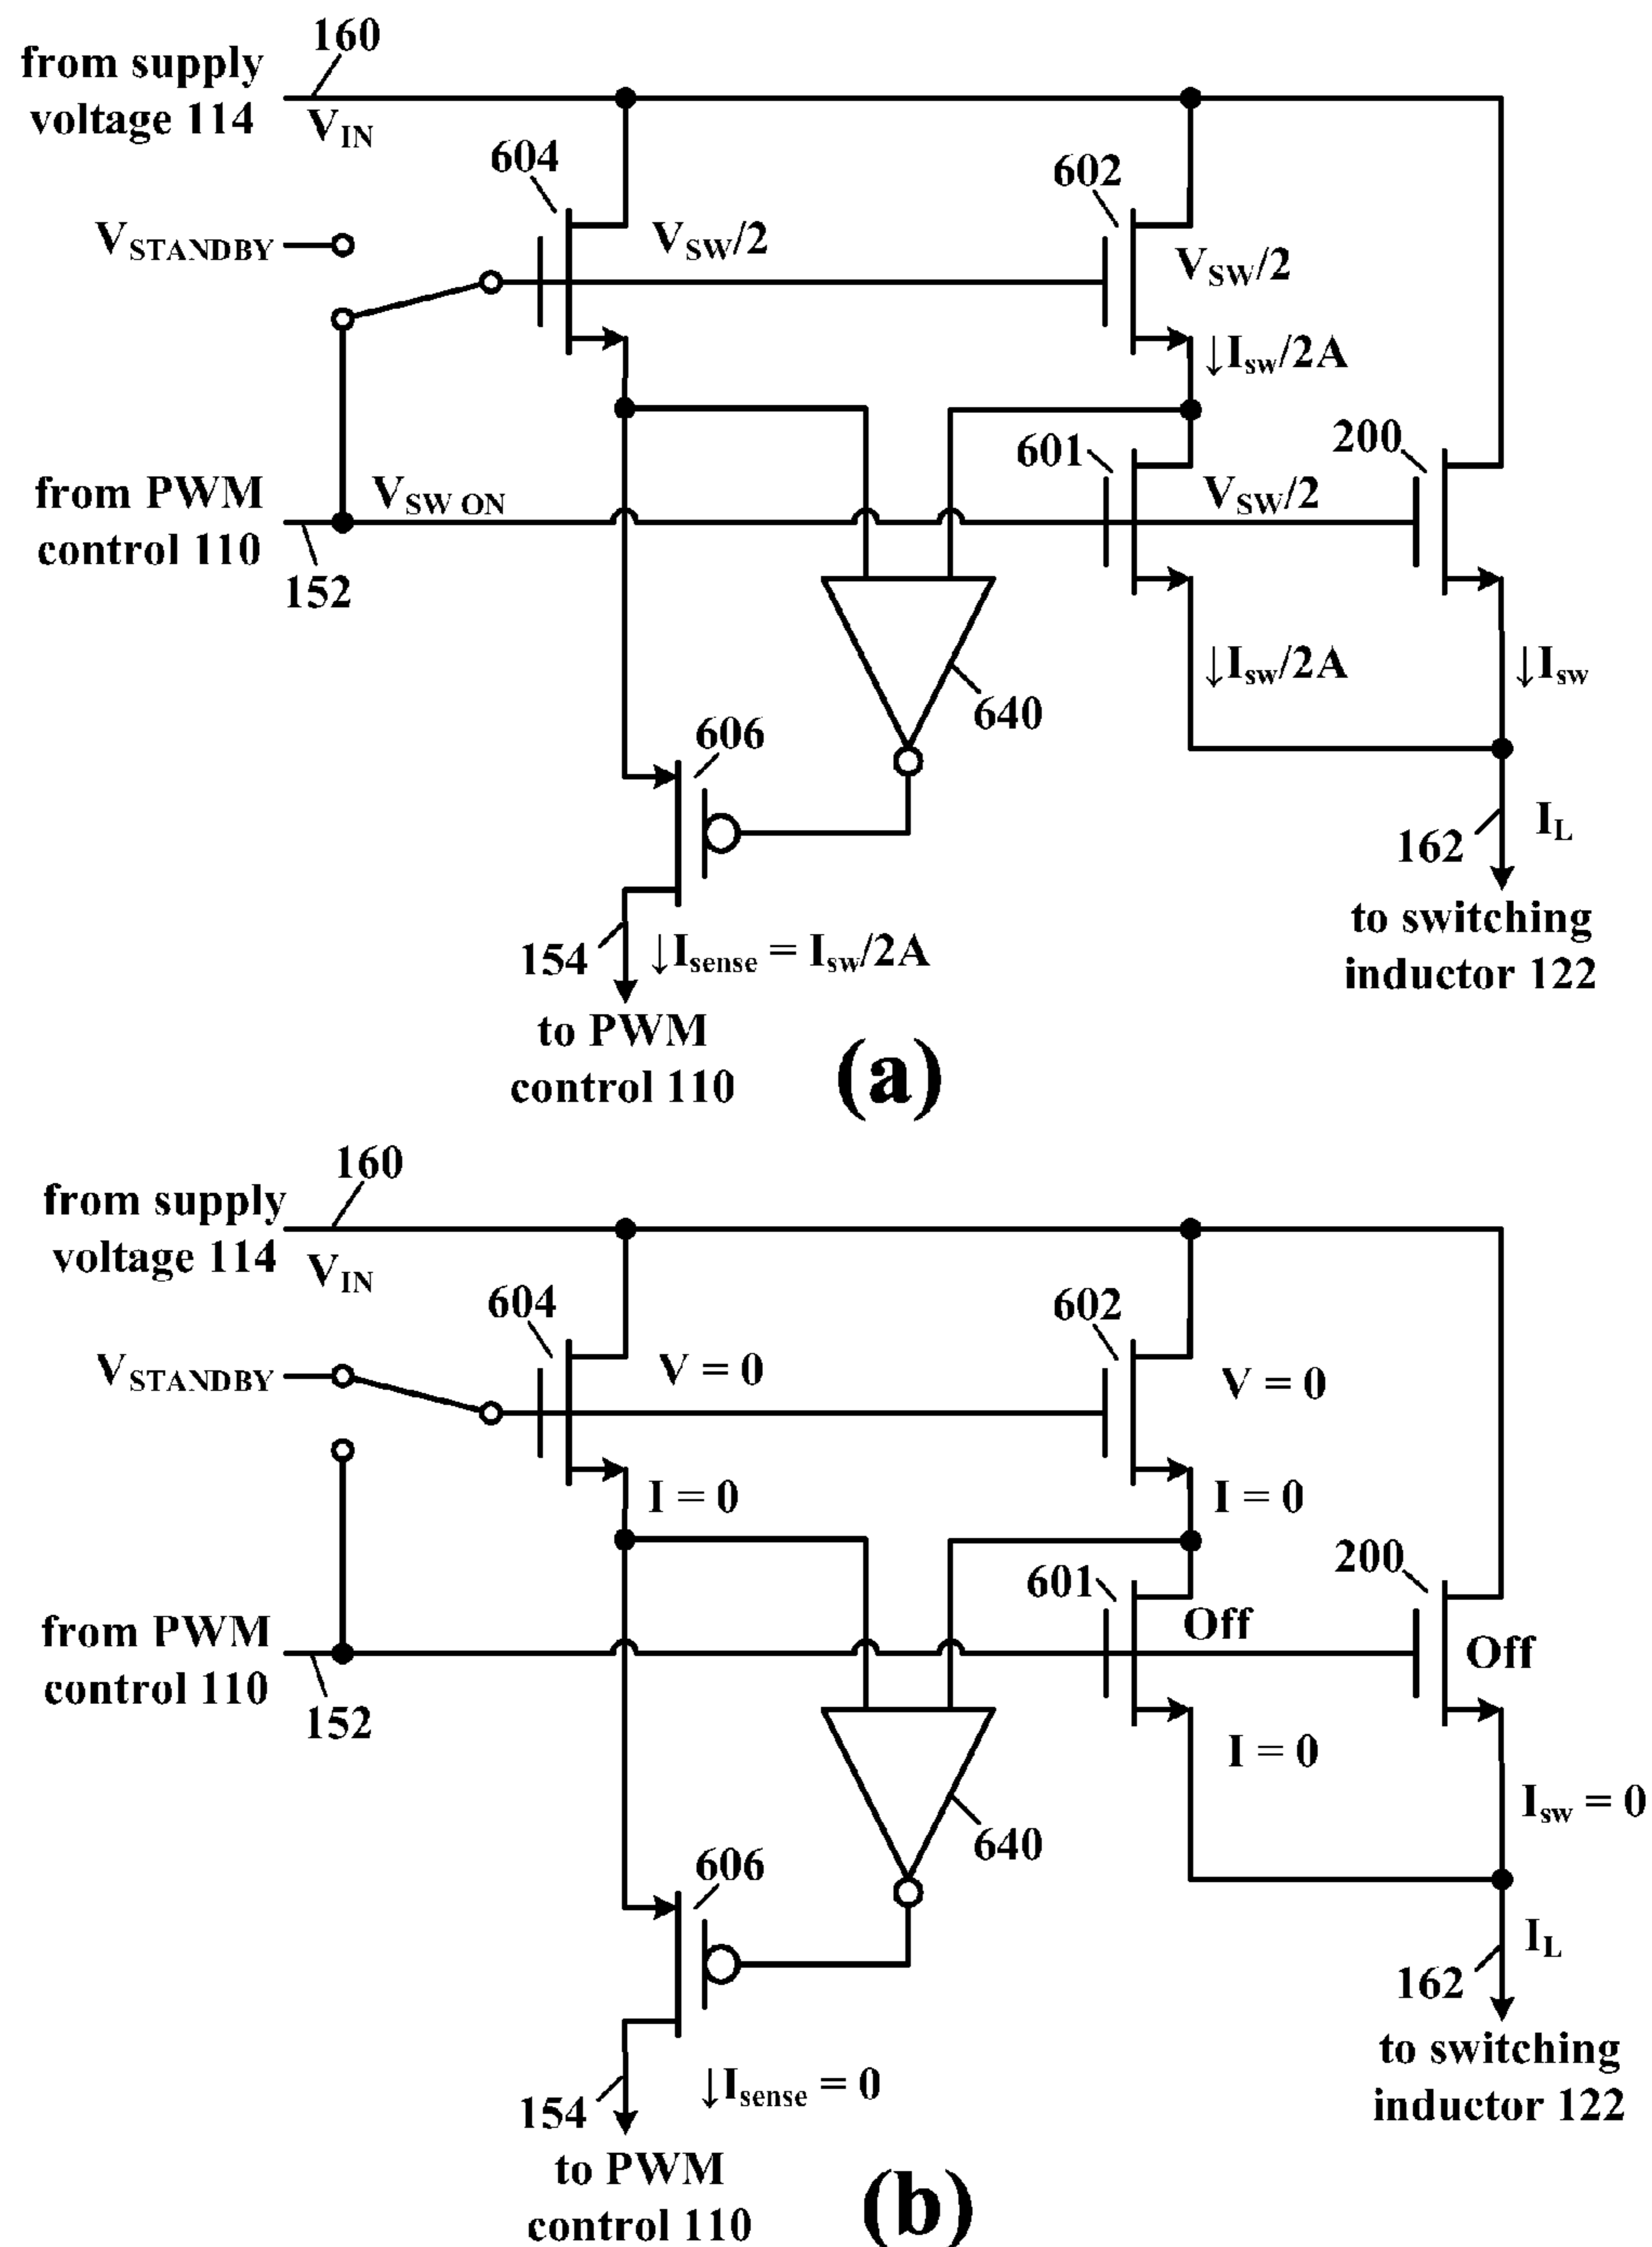 160
from supply
voltage 114
VIN
604
602
VSTANDBY
VSW/2
VSW/2
↓Isw/2A
601
200
from PWM
control 110
VSW ON
VSW/2
152
↓Isw/2A
↓Isw
640
606
IL
162
154
↓Isense = Isw/2A
to switching
inductor 122
to PWM
control 110
(a)
160
from supply
voltage 114
VIN
604
602
VSTANDBY
V = 0
V = 0
I = 0
I = 0
601
200
Off
Off
from PWM
control 110
152
I = 0
Isw = 0
640
606
IL
162
154
↓Isense = 0
to switching
inductor 122
to PWM
control 110
(b)